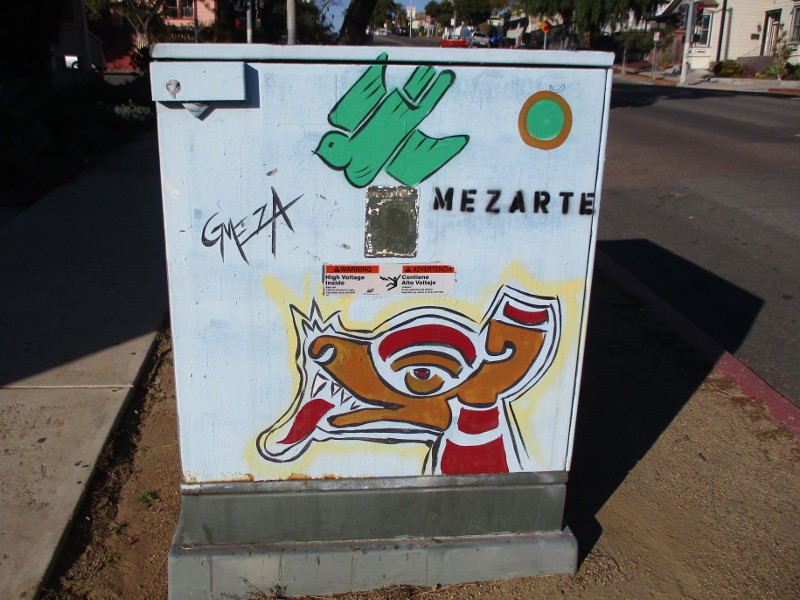 MEZARTE
GMEZA
WARNING
High Voltage
Inside
ADVERTENCIA
Contiene
Alto Voltaje